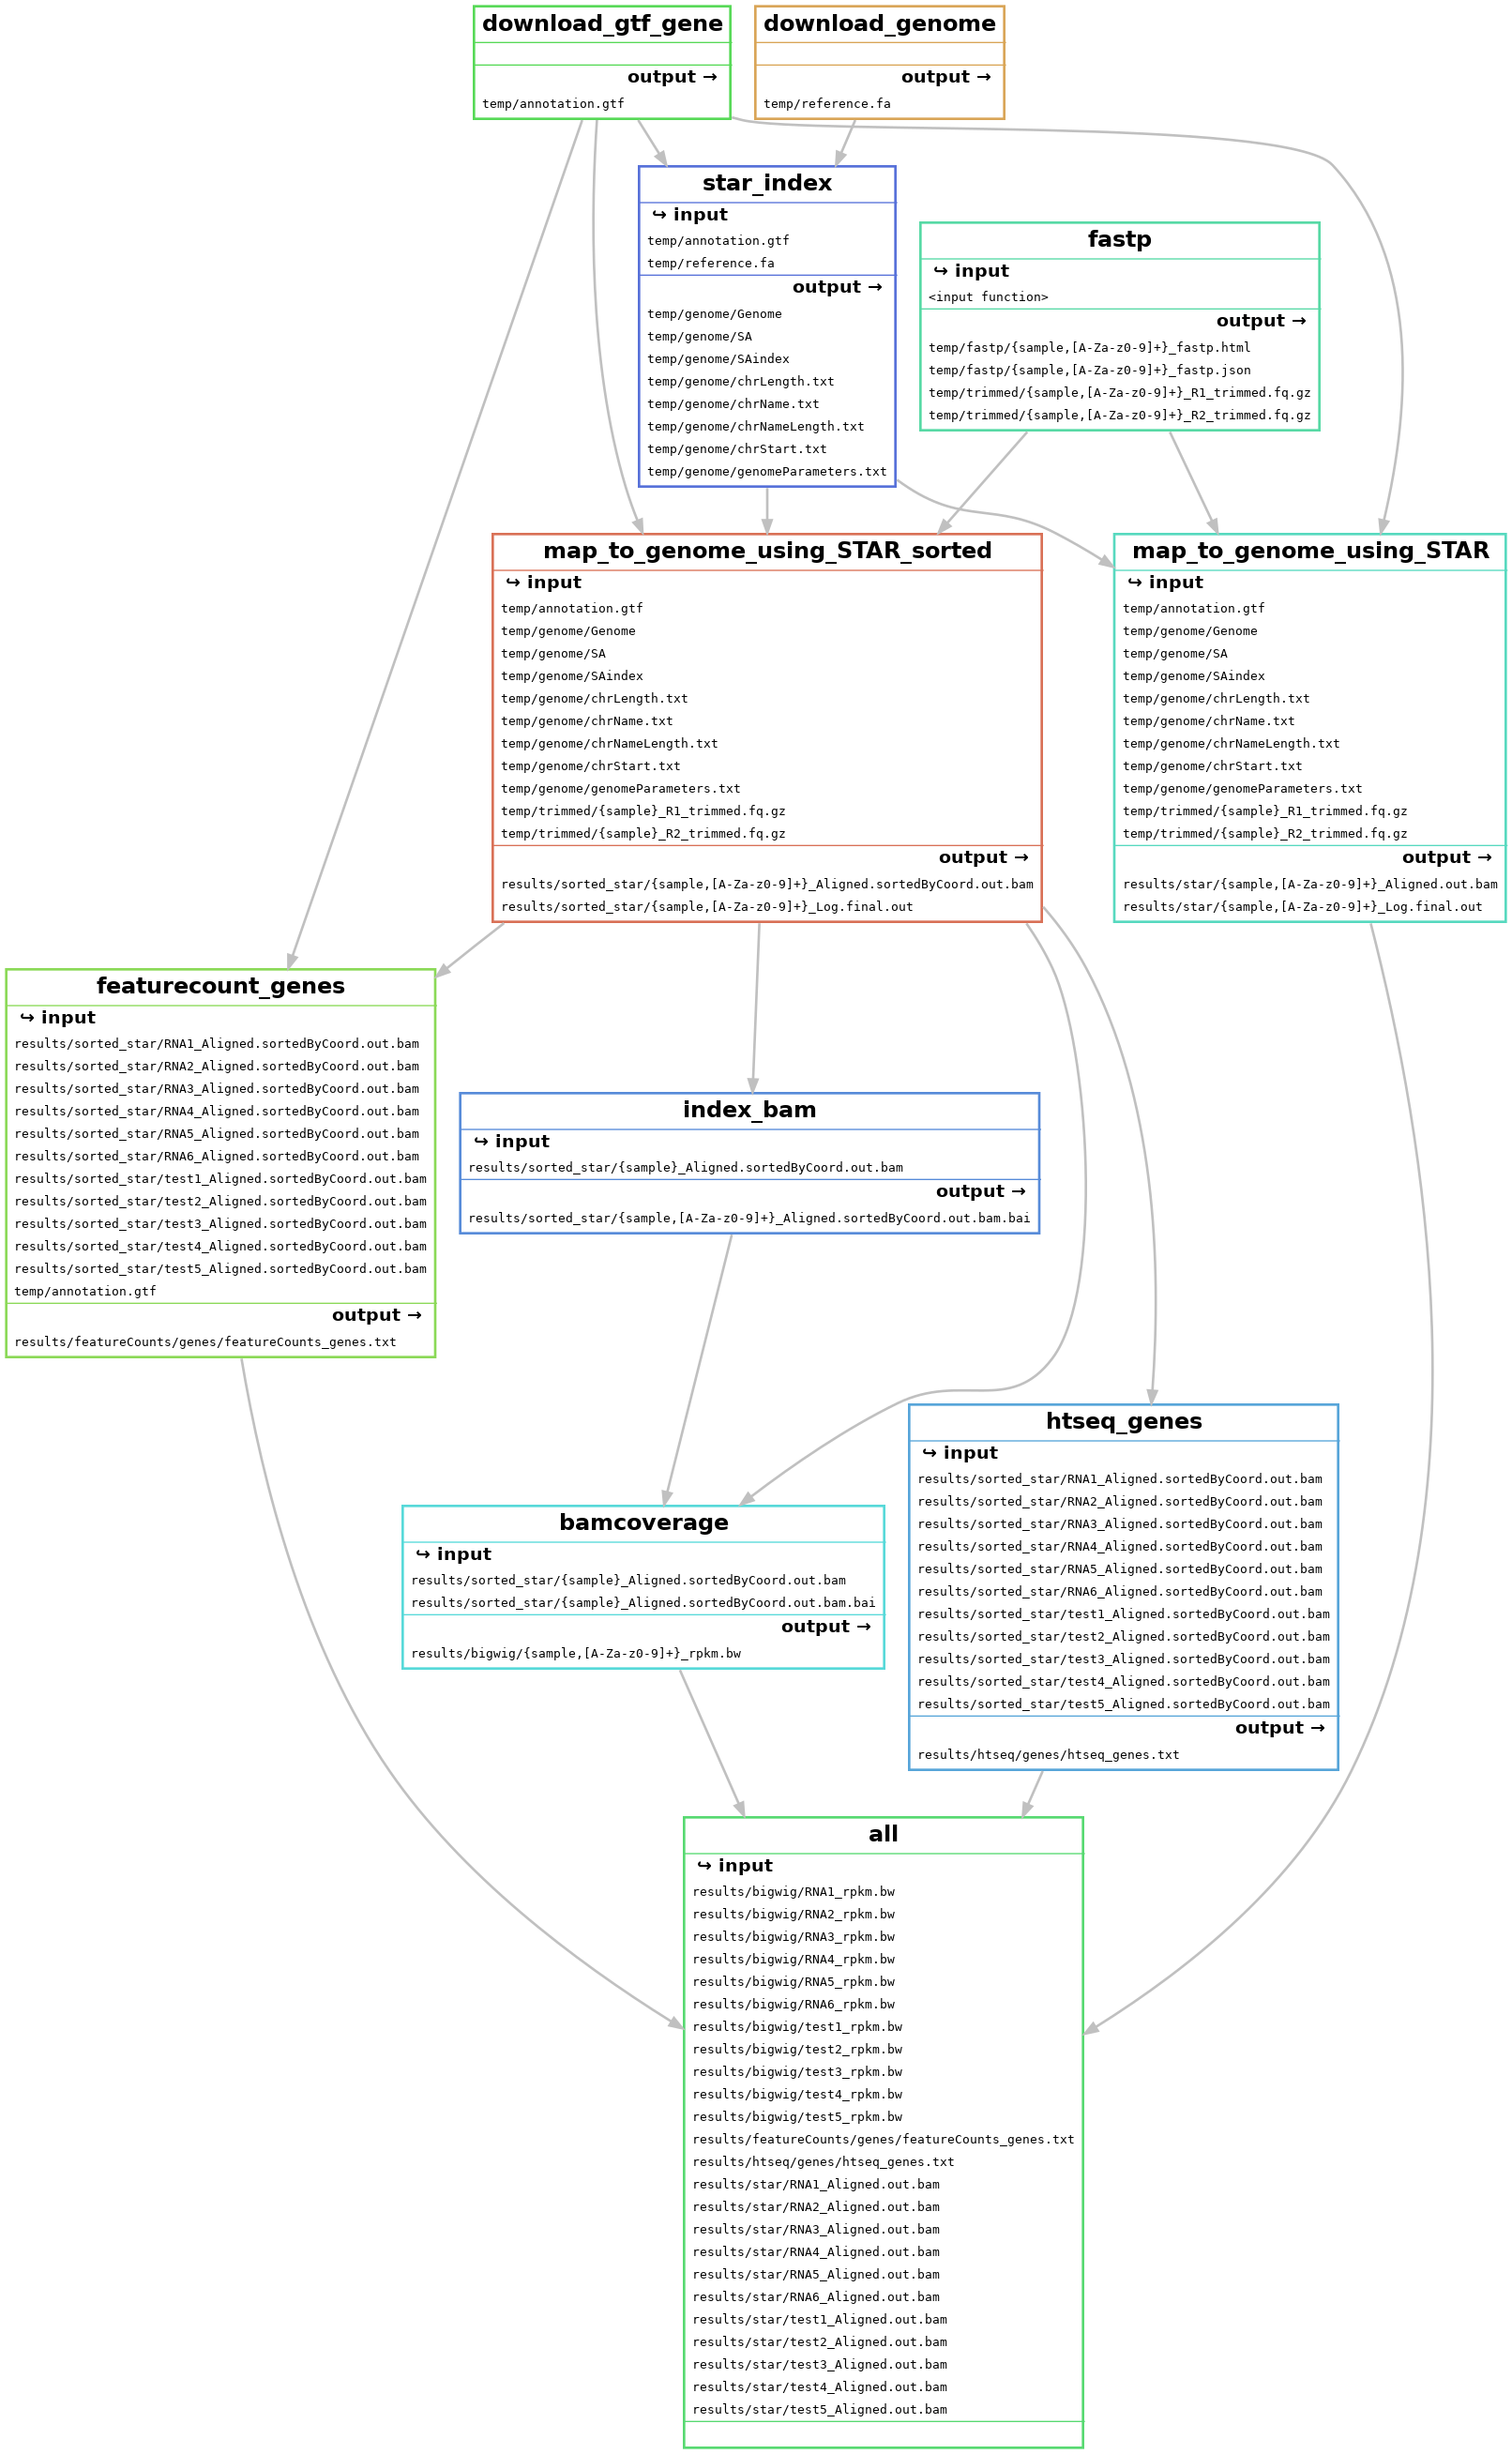 download_gtf_gene
output →
temp/annotation.gtf
download_genome
output →
temp/reference.fa
star_index
↪ input
temp/annotation.gtf
temp/reference.fa
output →
temp/genome/Genome
temp/genome/SA
temp/genome/SAindex
temp/genome/chrLength.txt
temp/genome/chrName.txt
temp/genome/chrNameLength.txt
temp/genome/chrStart.txt
temp/genome/genomeParameters.txt
fastp
↪ input
<input function>
output →
temp/fastp/{sample,[A-Za-z0-9]+}_fastp.html
temp/fastp/{sample,[A-Za-z0-9]+}_fastp.json
temp/trimmed/{sample,[A-Za-z0-9]+}_R1_trimmed.fq.gz
temp/trimmed/{sample,[A-Za-z0-9]+}_R2_trimmed.fq.gz
map_to_genome_using_STAR_sorted
↪ input
temp/annotation.gtf
temp/genome/Genome
temp/genome/SA
temp/genome/SAindex
temp/genome/chrLength.txt
temp/genome/chrName.txt
temp/genome/chrNameLength.txt
temp/genome/chrStart.txt
temp/genome/genomeParameters.txt
temp/trimmed/{sample}_R1_trimmed.fq.gz
temp/trimmed/{sample}_R2_trimmed.fq.gz
output →
results/sorted_star/{sample,[A-Za-z0-9]+}_Aligned.sortedByCoord.out.bam
results/sorted_star/{sample,[A-Za-z0-9]+}_Log.final.out
map_to_genome_using_STAR
↪ input
temp/annotation.gtf
temp/genome/Genome
temp/genome/SA
temp/genome/SAindex
temp/genome/chrLength.txt
temp/genome/chrName.txt
temp/genome/chrNameLength.txt
temp/genome/chrStart.txt
temp/genome/genomeParameters.txt
temp/trimmed/{sample}_R1_trimmed.fq.gz
temp/trimmed/{sample}_R2_trimmed.fq.gz
output →
results/star/{sample,[A-Za-z0-9]+}_Aligned.out.bam
results/star/{sample,[A-Za-z0-9]+}_Log.final.out
featurecount_genes
↪ input
results/sorted_star/RNA1_Aligned.sortedByCoord.out.bam
results/sorted_star/RNA2_Aligned.sortedByCoord.out.bam
results/sorted_star/RNA3_Aligned.sortedByCoord.out.bam
results/sorted_star/RNA4_Aligned.sortedByCoord.out.bam
results/sorted_star/RNA5_Aligned.sortedByCoord.out.bam
results/sorted_star/RNA6_Aligned.sortedByCoord.out.bam
results/sorted_star/test1_Aligned.sortedByCoord.out.bam
results/sorted_star/test2_Aligned.sortedByCoord.out.bam
results/sorted_star/test3_Aligned.sortedByCoord.out.bam
results/sorted_star/test4_Aligned.sortedByCoord.out.bam
results/sorted_star/test5_Aligned.sortedByCoord.out.bam
temp/annotation.gtf
output →
results/featureCounts/genes/featureCounts_genes.txt
index_bam
↪ input
results/sorted_star/{sample}_Aligned.sortedByCoord.out.bam
output →
results/sorted_star/{sample,[A-Za-z0-9]+}_Aligned.sortedByCoord.out.bam.bai
bamcoverage
↪ input
results/sorted_star/{sample}_Aligned.sortedByCoord.out.bam
results/sorted_star/{sample}_Aligned.sortedByCoord.out.bam.bai
output →
results/bigwig/{sample,[A-Za-z0-9]+}_rpkm.bw
htseq_genes
↪ input
results/sorted_star/RNA1_Aligned.sortedByCoord.out.bam
results/sorted_star/RNA2_Aligned.sortedByCoord.out.bam
results/sorted_star/RNA3_Aligned.sortedByCoord.out.bam
results/sorted_star/RNA4_Aligned.sortedByCoord.out.bam
results/sorted_star/RNA5_Aligned.sortedByCoord.out.bam
results/sorted_star/RNA6_Aligned.sortedByCoord.out.bam
results/sorted_star/test1_Aligned.sortedByCoord.out.bam
results/sorted_star/test2_Aligned.sortedByCoord.out.bam
results/sorted_star/test3_Aligned.sortedByCoord.out.bam
results/sorted_star/test4_Aligned.sortedByCoord.out.bam
results/sorted_star/test5_Aligned.sortedByCoord.out.bam
output →
results/htseq/genes/htseq_genes.txt
all
↪ input
results/bigwig/RNA1_rpkm.bw
results/bigwig/RNA2_rpkm.bw
results/bigwig/RNA3_rpkm.bw
results/bigwig/RNA4_rpkm.bw
results/bigwig/RNA5_rpkm.bw
results/bigwig/RNA6_rpkm.bw
results/bigwig/test1_rpkm.bw
results/bigwig/test2_rpkm.bw
results/bigwig/test3_rpkm.bw
results/bigwig/test4_rpkm.bw
results/bigwig/test5_rpkm.bw
results/featureCounts/genes/featureCounts_genes.txt
results/htseq/genes/htseq_genes.txt
results/star/RNA1_Aligned.out.bam
results/star/RNA2_Aligned.out.bam
results/star/RNA3_Aligned.out.bam
results/star/RNA4_Aligned.out.bam
results/star/RNA5_Aligned.out.bam
results/star/RNA6_Aligned.out.bam
results/star/test1_Aligned.out.bam
results/star/test2_Aligned.out.bam
results/star/test3_Aligned.out.bam
results/star/test4_Aligned.out.bam
results/star/test5_Aligned.out.bam